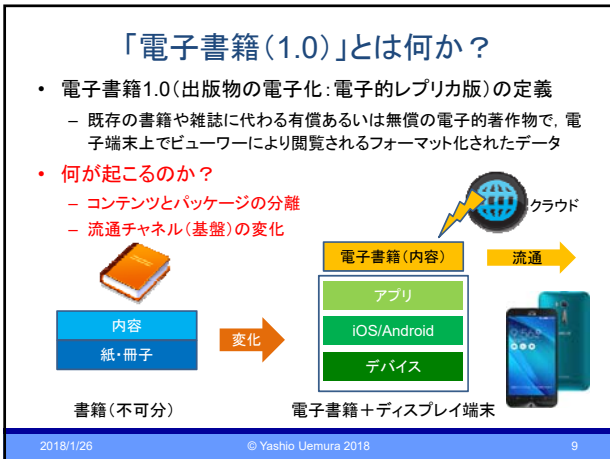 「電子書籍(1.0)」とは何か?
• 電子書籍1.0(出版物の電子化:電子的レプリカ版)の定義
– 既存の書籍や雑誌に代わる有償あるいは無償の電子的著作物で,電
子端末上でビューワーにより閲覧されるフォーマット化されたデータ
• 何が起こるのか?
– コンテンツとパッケージの分離
– 流通チャネル(基盤)の変化
クラウド
電子書籍(内容)
流通
アプリ
内容
iOS/Android
変化
紙・冊子
デバイス
書籍(不可分)
電子書籍+ディスプレイ端末
2018/1/26
© Yashio Uemura 2018
9